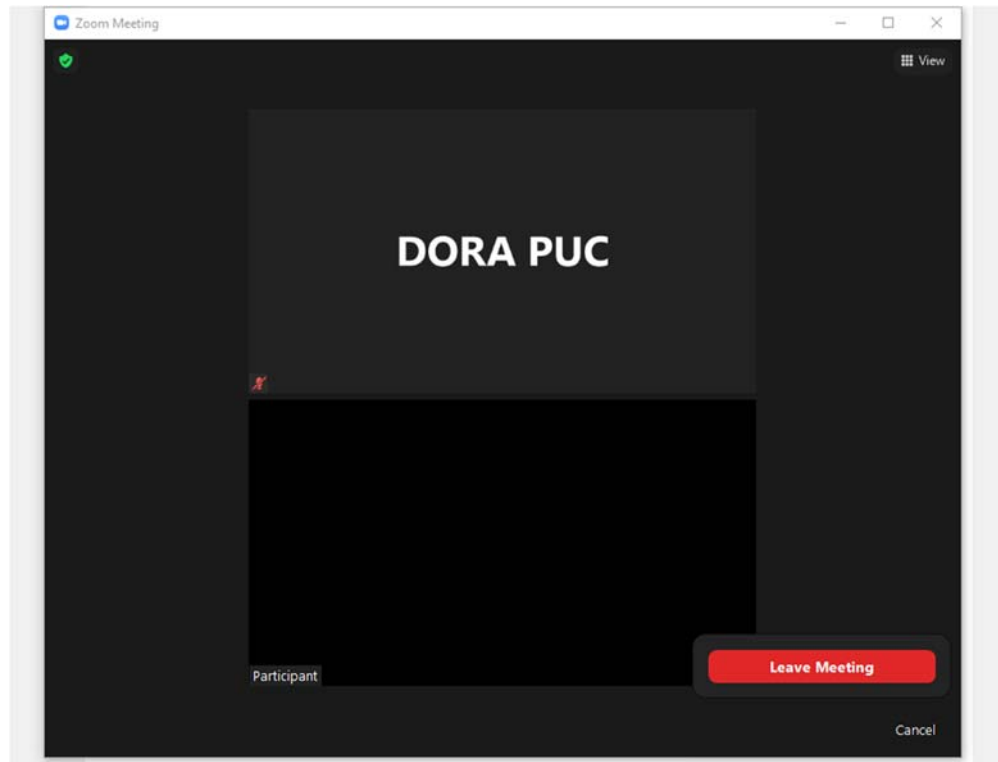 Zoom Meeting
View
DORA PUC
Participant
Leave Meeting
Cancel